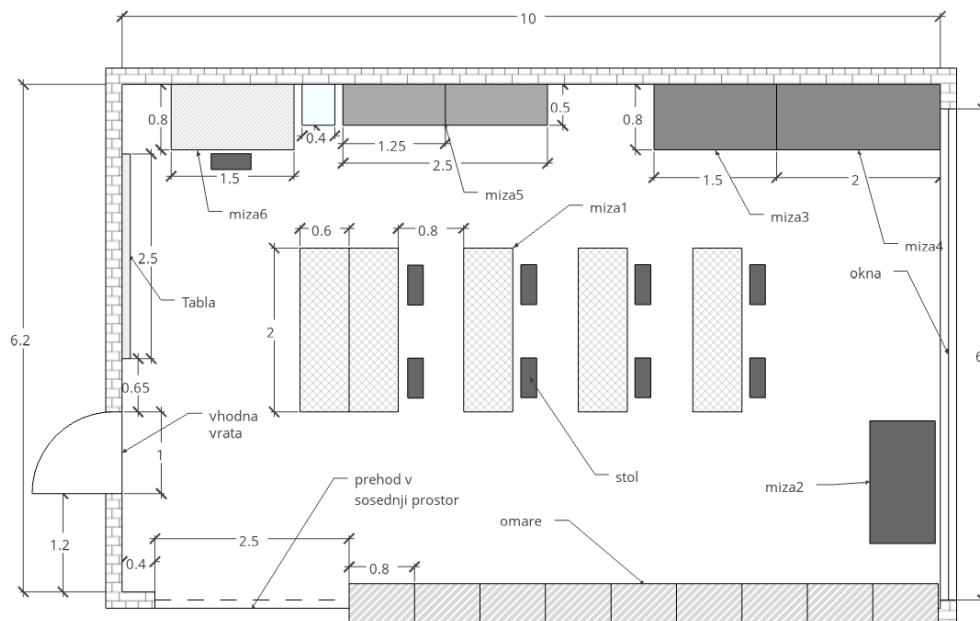 10
0.8
0.4
1.25
0.5
2.5
0.8
1.5
miza6
miza5
1.5
2
miza3
miza4
0.6
0.8
miza1
okna
2.5
Tabla
2
6.2
6
0.65
vhodna
vrata
1
stol
prehod v
sosednji prostor
miza2
omare
1.2
2.5
0.4
0.8